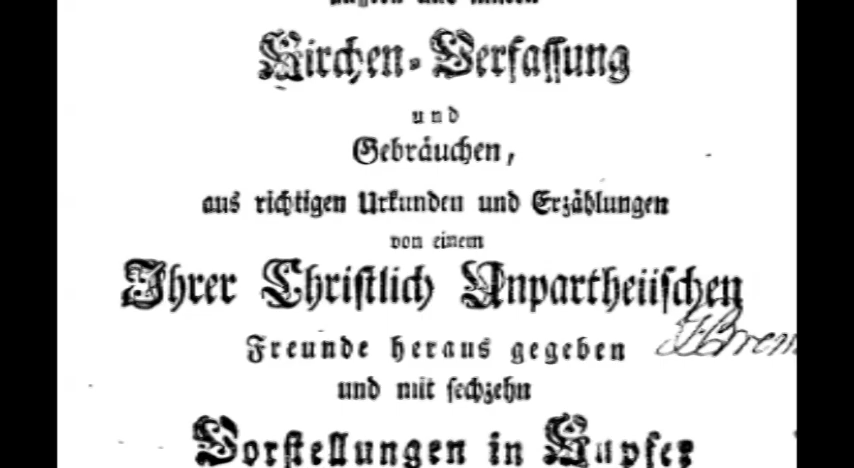 Kirchen-Verfassung
und
Gebräuchen,
aus richtigen Urkunden und Erzählungen
von einem
Ihrer Christlich Unpartheiischen
Freunde heraus gegeben
und mit sechzehn
Vorstellungen in Kupfer